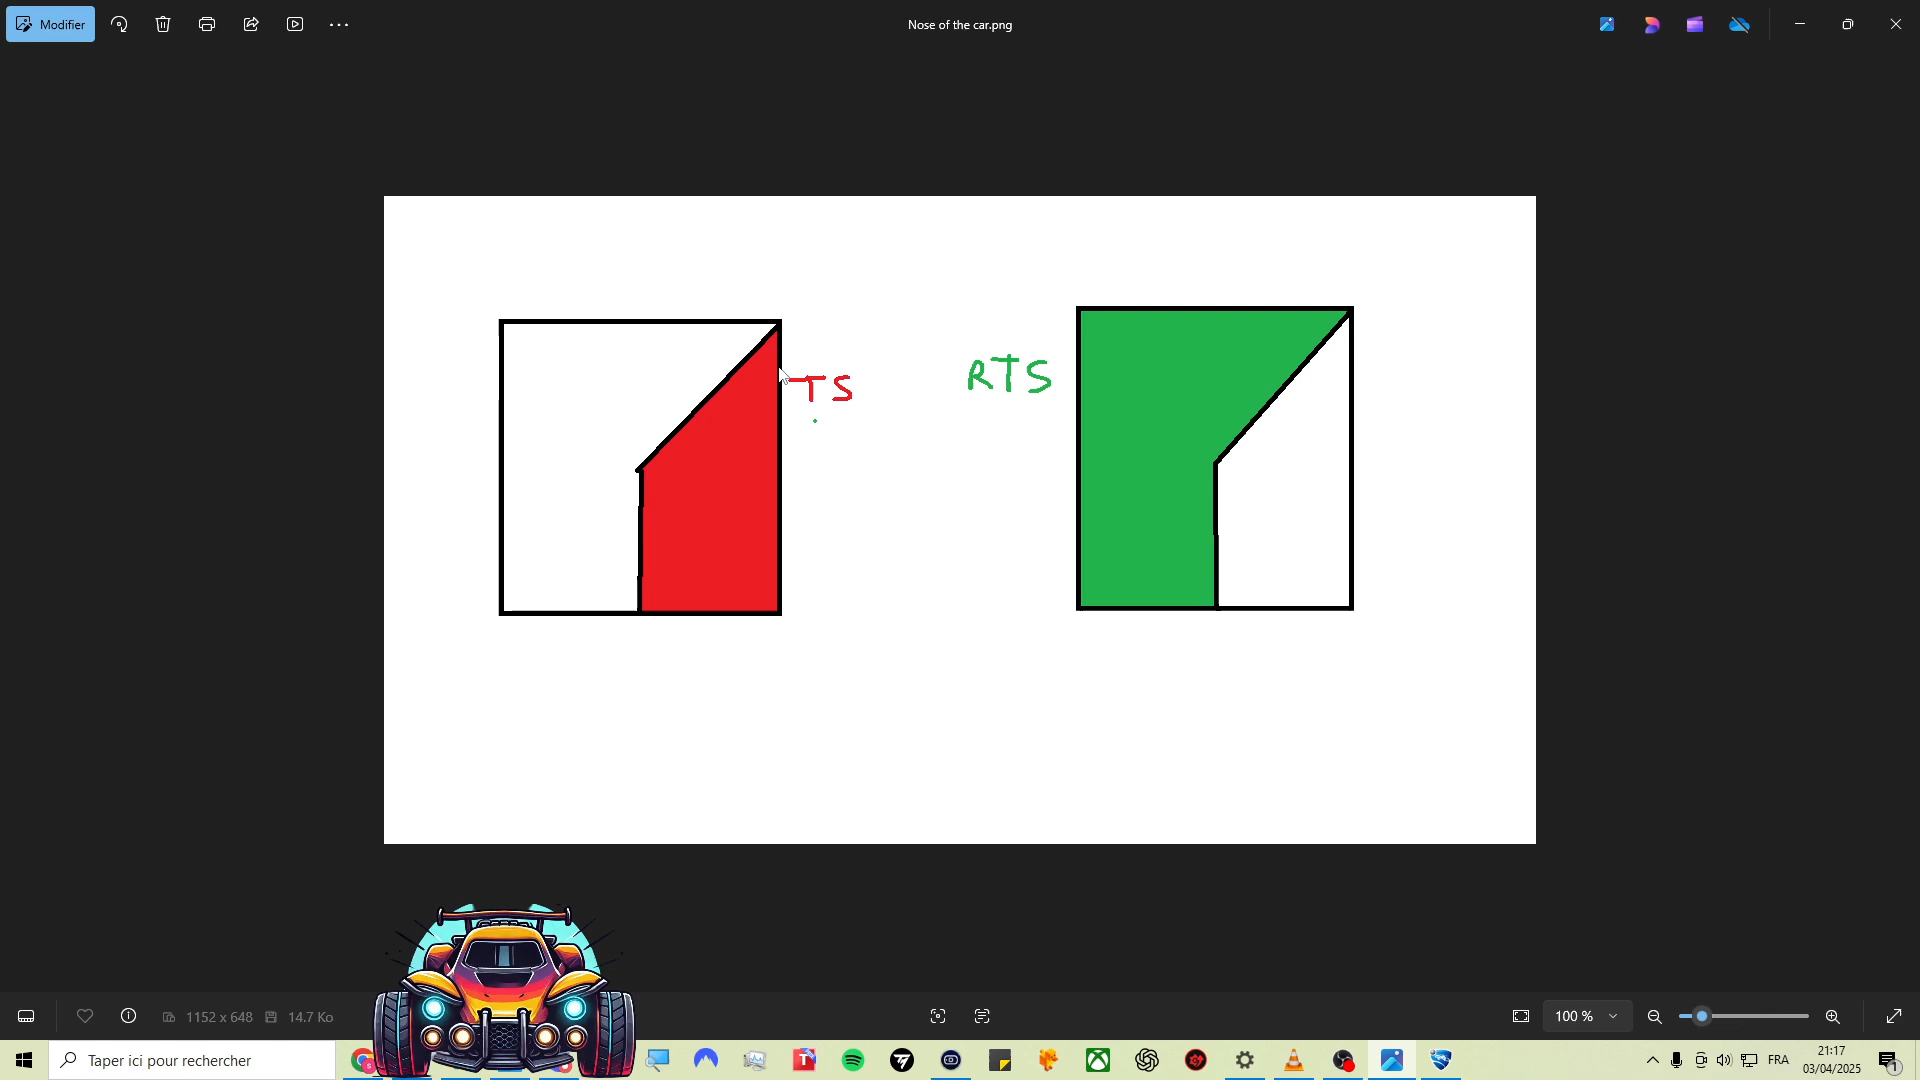 Modifier
Nose of the car.png
TS
RTS
1152 x 648
14.7 Ko
100 %
Taper ici pour rechercher
FRA
21:17
03/04/2025
1